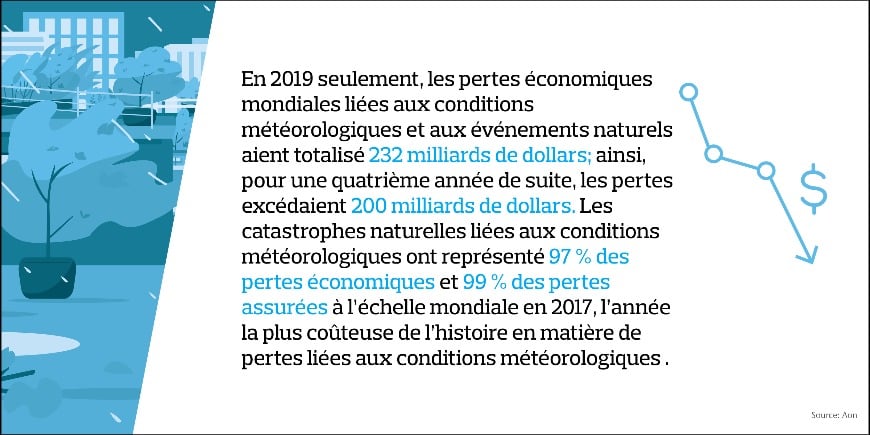 En 2019 seulement, les pertes économiques
mondiales liées aux conditions
météorologiques et aux événements naturels
aient totalisé 232 milliards de dollars; ainsi,
pour une quatrième année de suite, les pertes
excédaient 200 milliards de dollars. Les
catastrophes naturelles liées aux conditions
météorologiques ont représenté 97 % des
pertes économiques et 99 % des pertes
assurées à l’échelle mondiale en 2017, l’année
la plus coûteuse de l’histoire en matière de
pertes liées aux conditions météorologiques .
$
Source: Aon